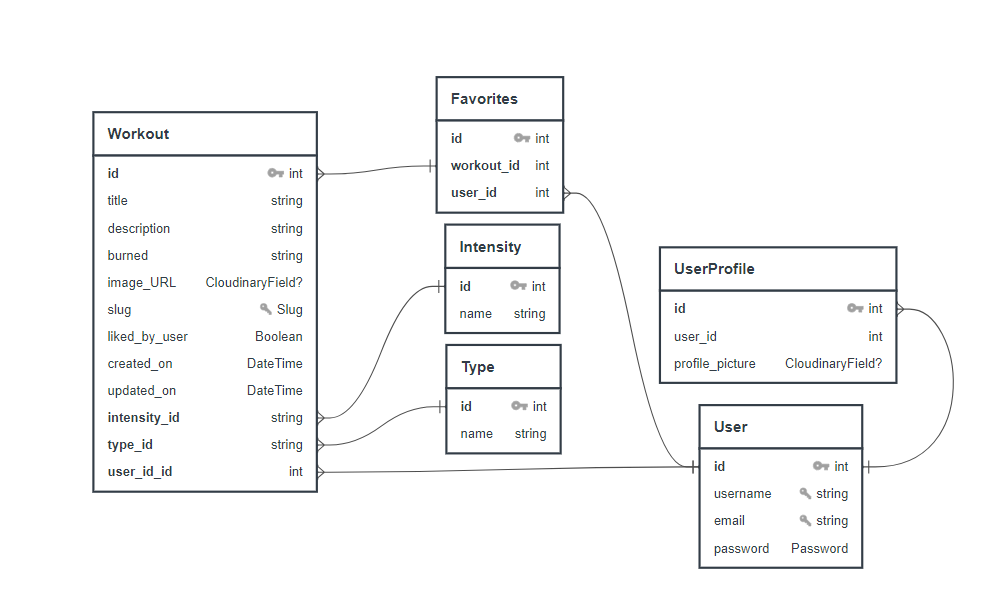 Workout
id int
title string
description string
burned string
image_URL CloudinaryField?
slug Slug
liked_by_user Boolean
created_on DateTime
updated_on DateTime
intensity_id string
type_id string
user_id_id int
Favorites
id int
workout_id int
user_id int
Intensity
id int
name string
Type
id int
name string
UserProfile
id int
user_id int
profile_picture CloudinaryField?
User
id int
username string
email string
password Password